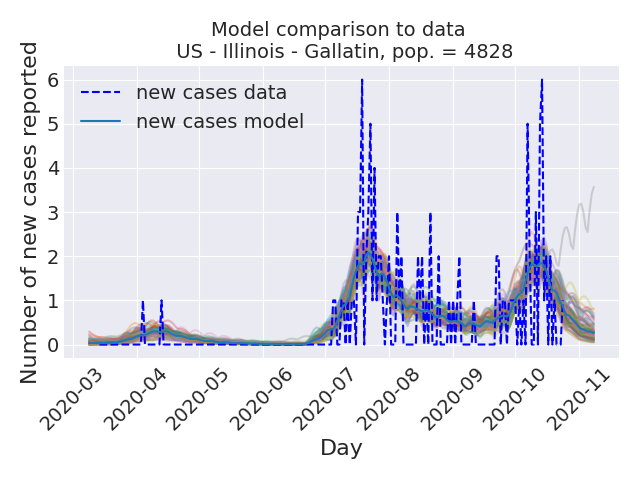 Model comparison to data
US - Illinois - Gallatin, pop. = 4828
Number of new cases reported
6
5
4
3
2
1
0
new cases data
new cases model
2020-03
2020-04
2020-05
2020-06
2020-07
2020-08
2020-09
2020-10
2020-11
Day